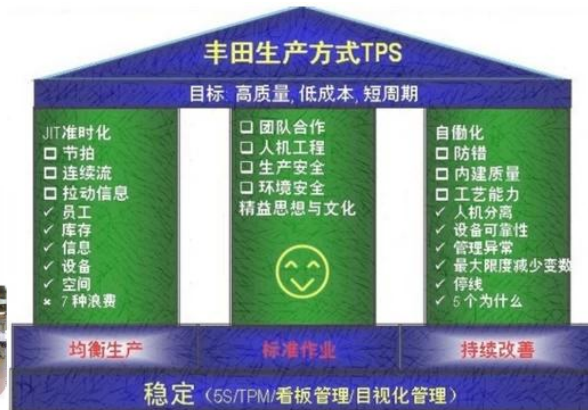 丰田生产方式TPS
目标: 高质量, 低成本, 短周期
JIT准时化
□ 节拍
□ 连续流
□ 拉动信息
✓ 员工
✓ 库存
✓ 信息
✓ 设备
✓ 空间
× 7种浪费
□ 团队合作
□ 人机工程
□ 生产安全
□ 环境安全
精益思想与文化
自働化
□ 防错
□ 内建质量
□ 工艺能力
✓ 人机分离
✓ 设备可靠性
✓ 管理异常
✓ 最大限度减少变数
✓ 停线
✓ 5个为什么
均衡生产
标准作业
持续改善
稳定（5S/TPM/看板管理/目视化管理）